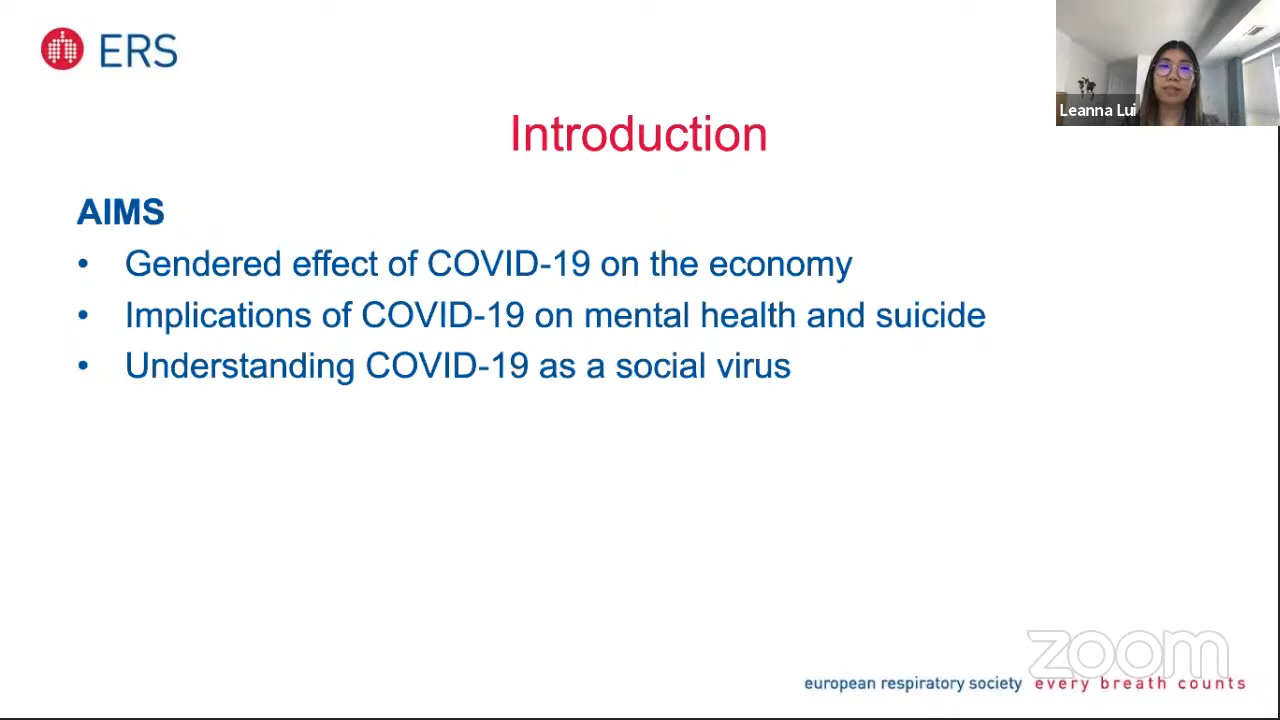 ERS
Leanna Lui
Introduction
AIMS
• Gendered effect of COVID-19 on the economy
• Implications of COVID-19 on mental health and suicide
• Understanding COVID-19 as a social virus
zoom
european respiratory society every breath counts